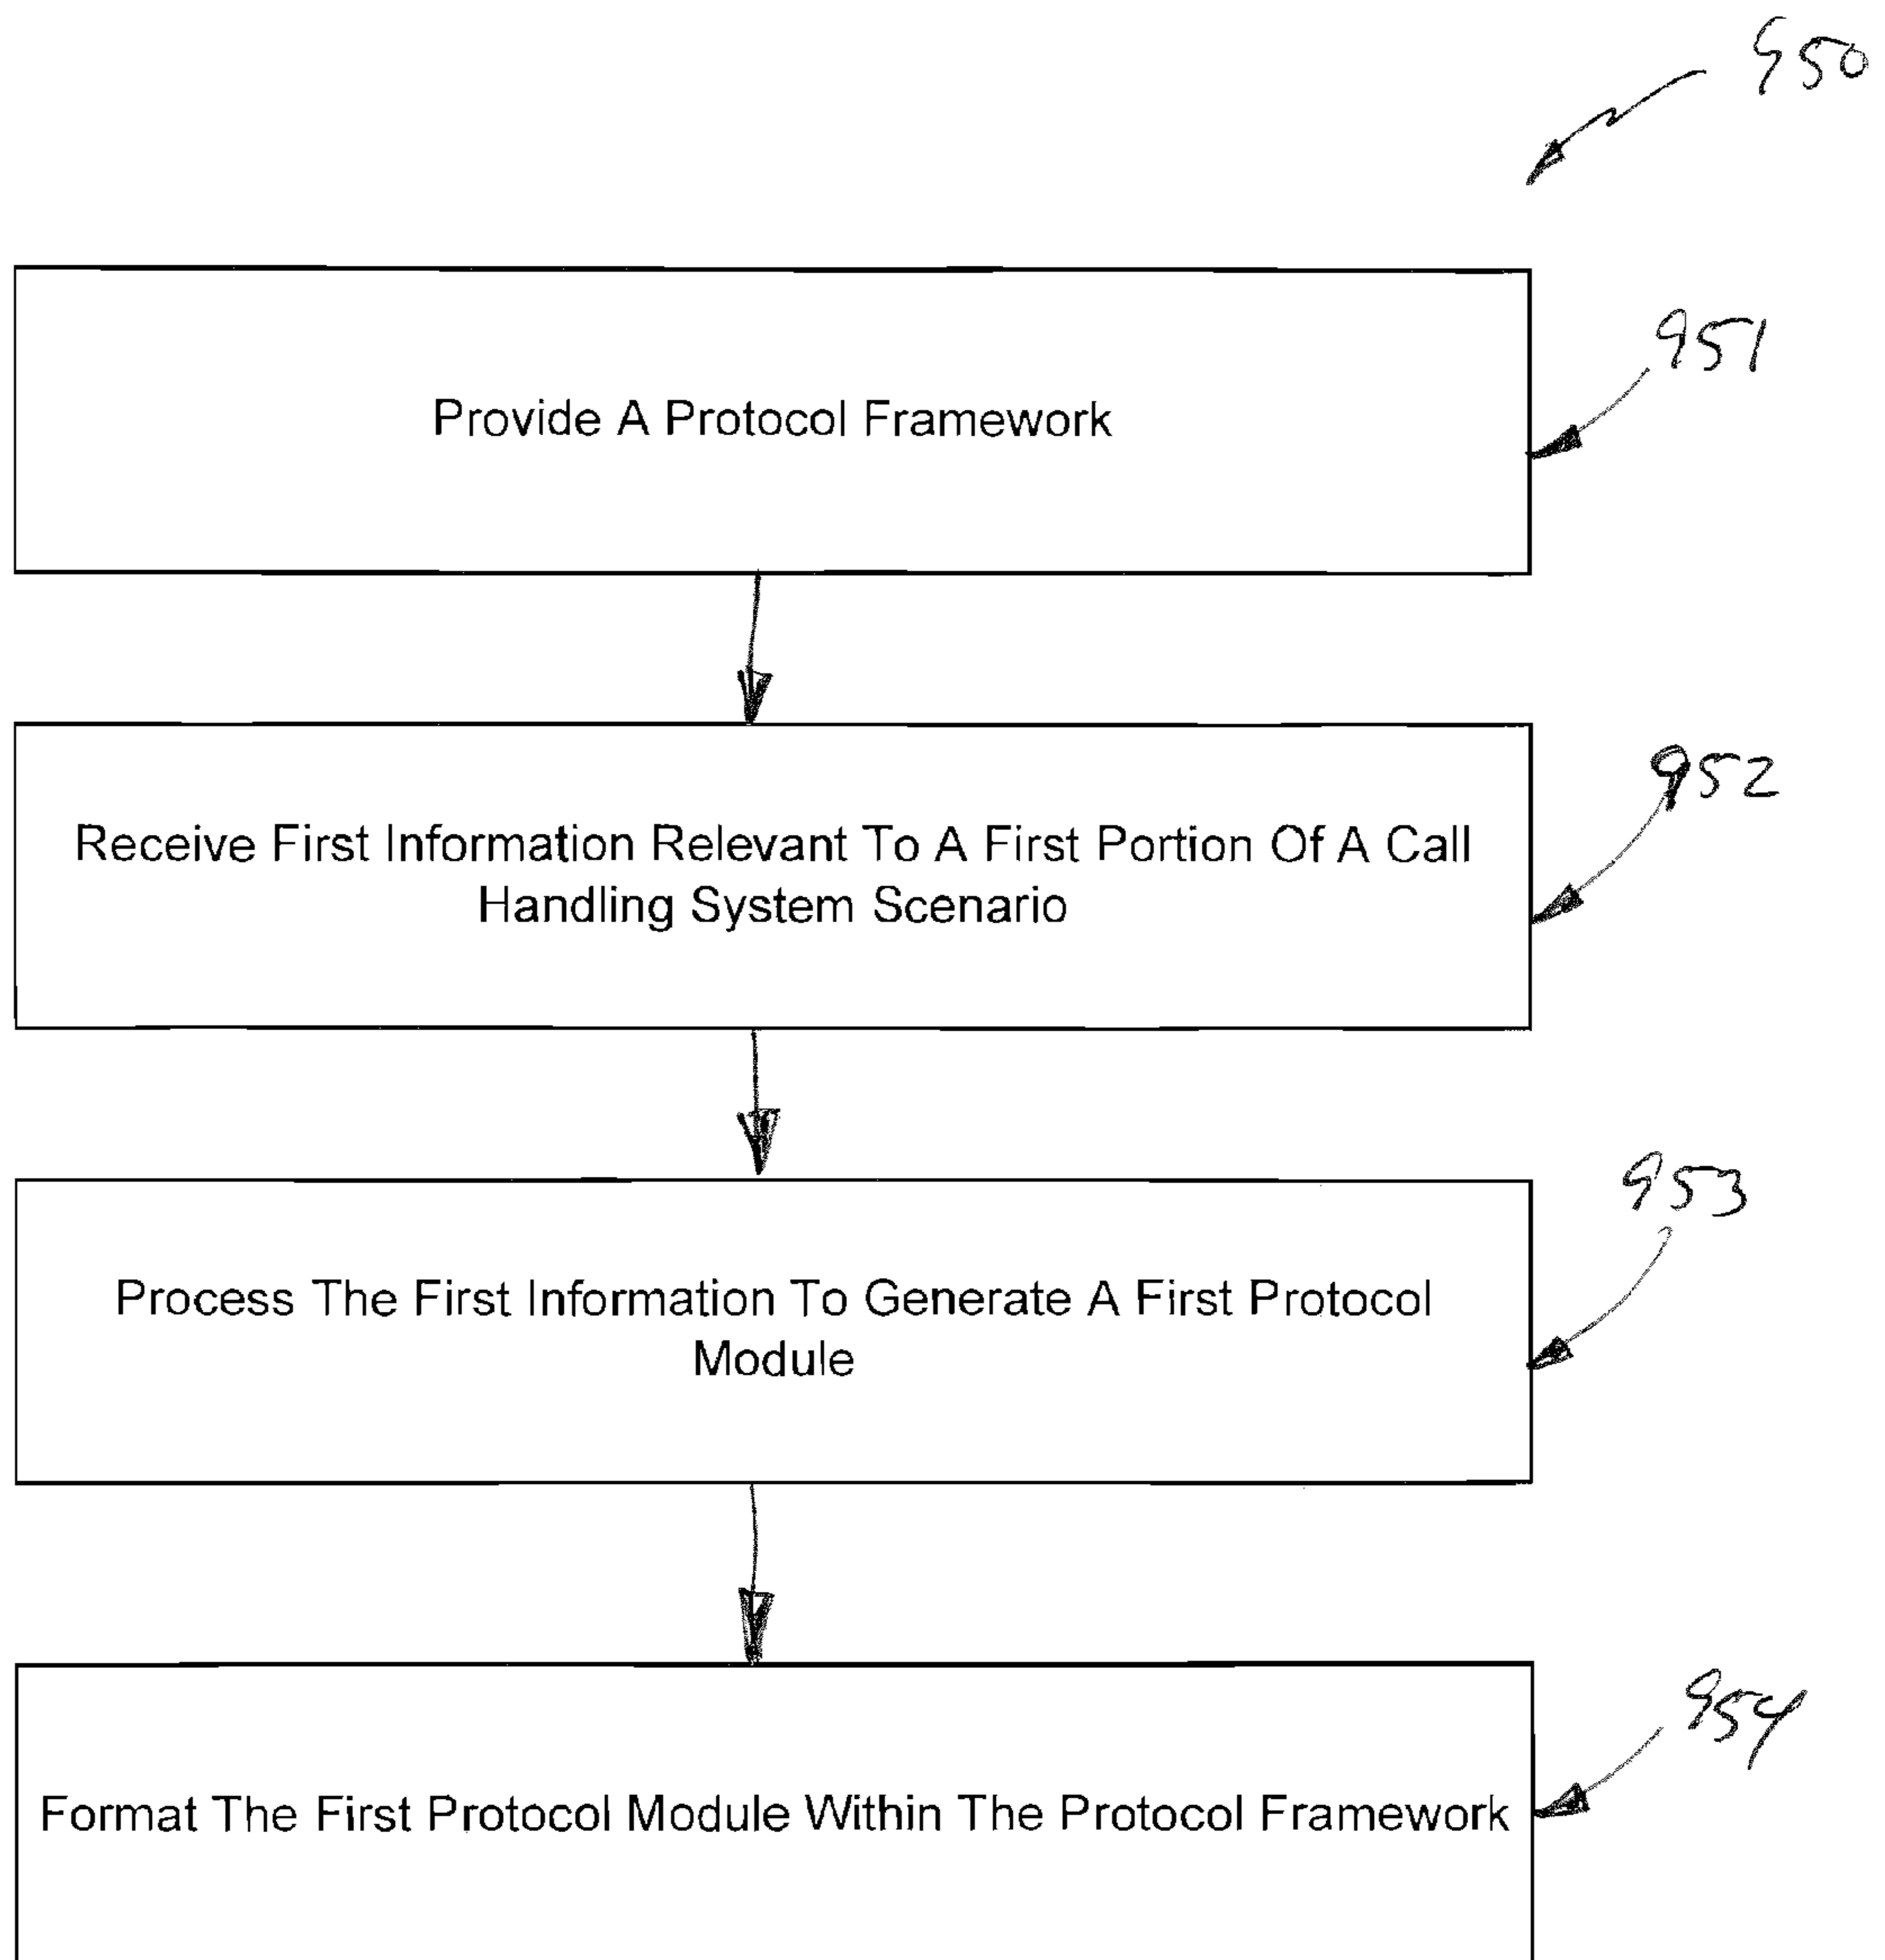 950
951
Provide A Protocol Framework
952
Receive First Information Relevant To A First Portion Of A Call
Handling System Scenario
953
Process The First Information To Generate A First Protocol
Module
954
Format The First Protocol Module Within The Protocol Framework